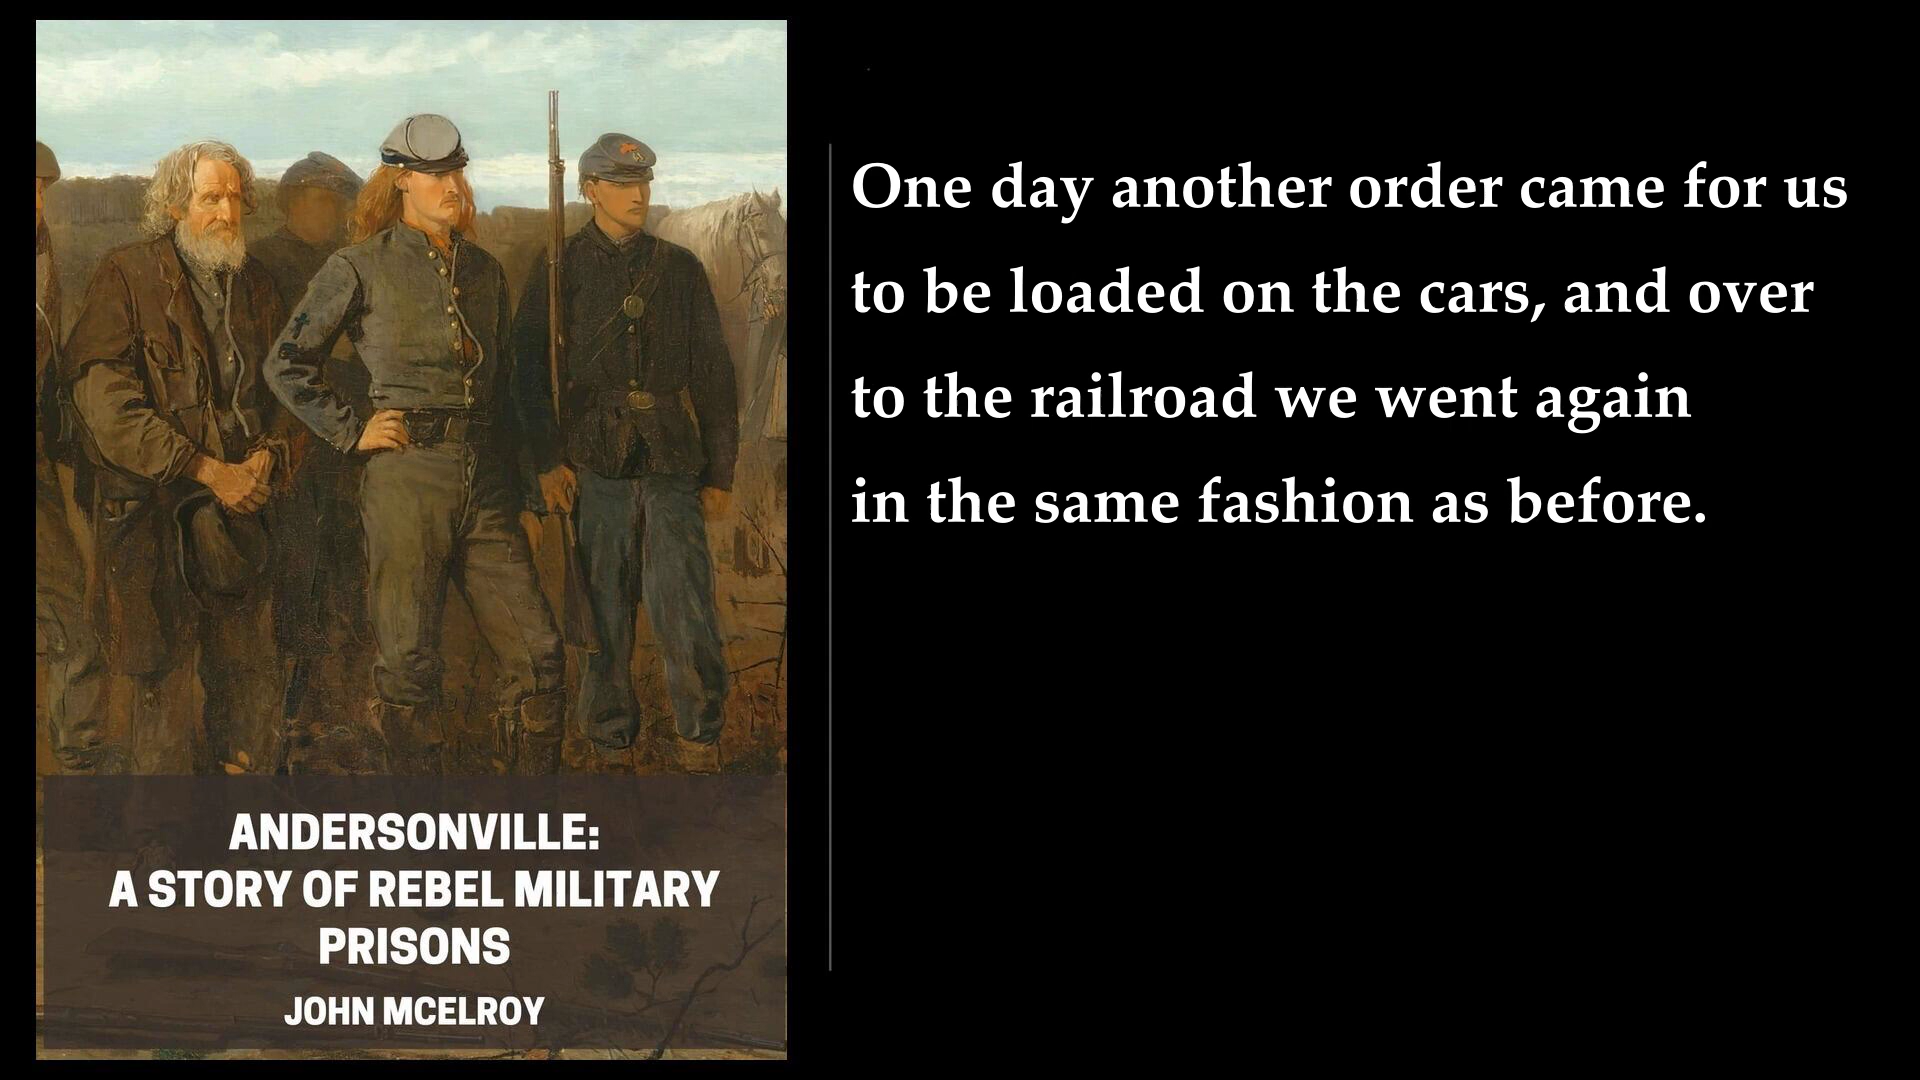 ANDERSONVILLE:
A STORY OF REBEL MILITARY
PRISONS
JOHN MCELROY
One day another order came for us
to be loaded on the cars, and over
to the railroad we went again
in the same fashion as before.